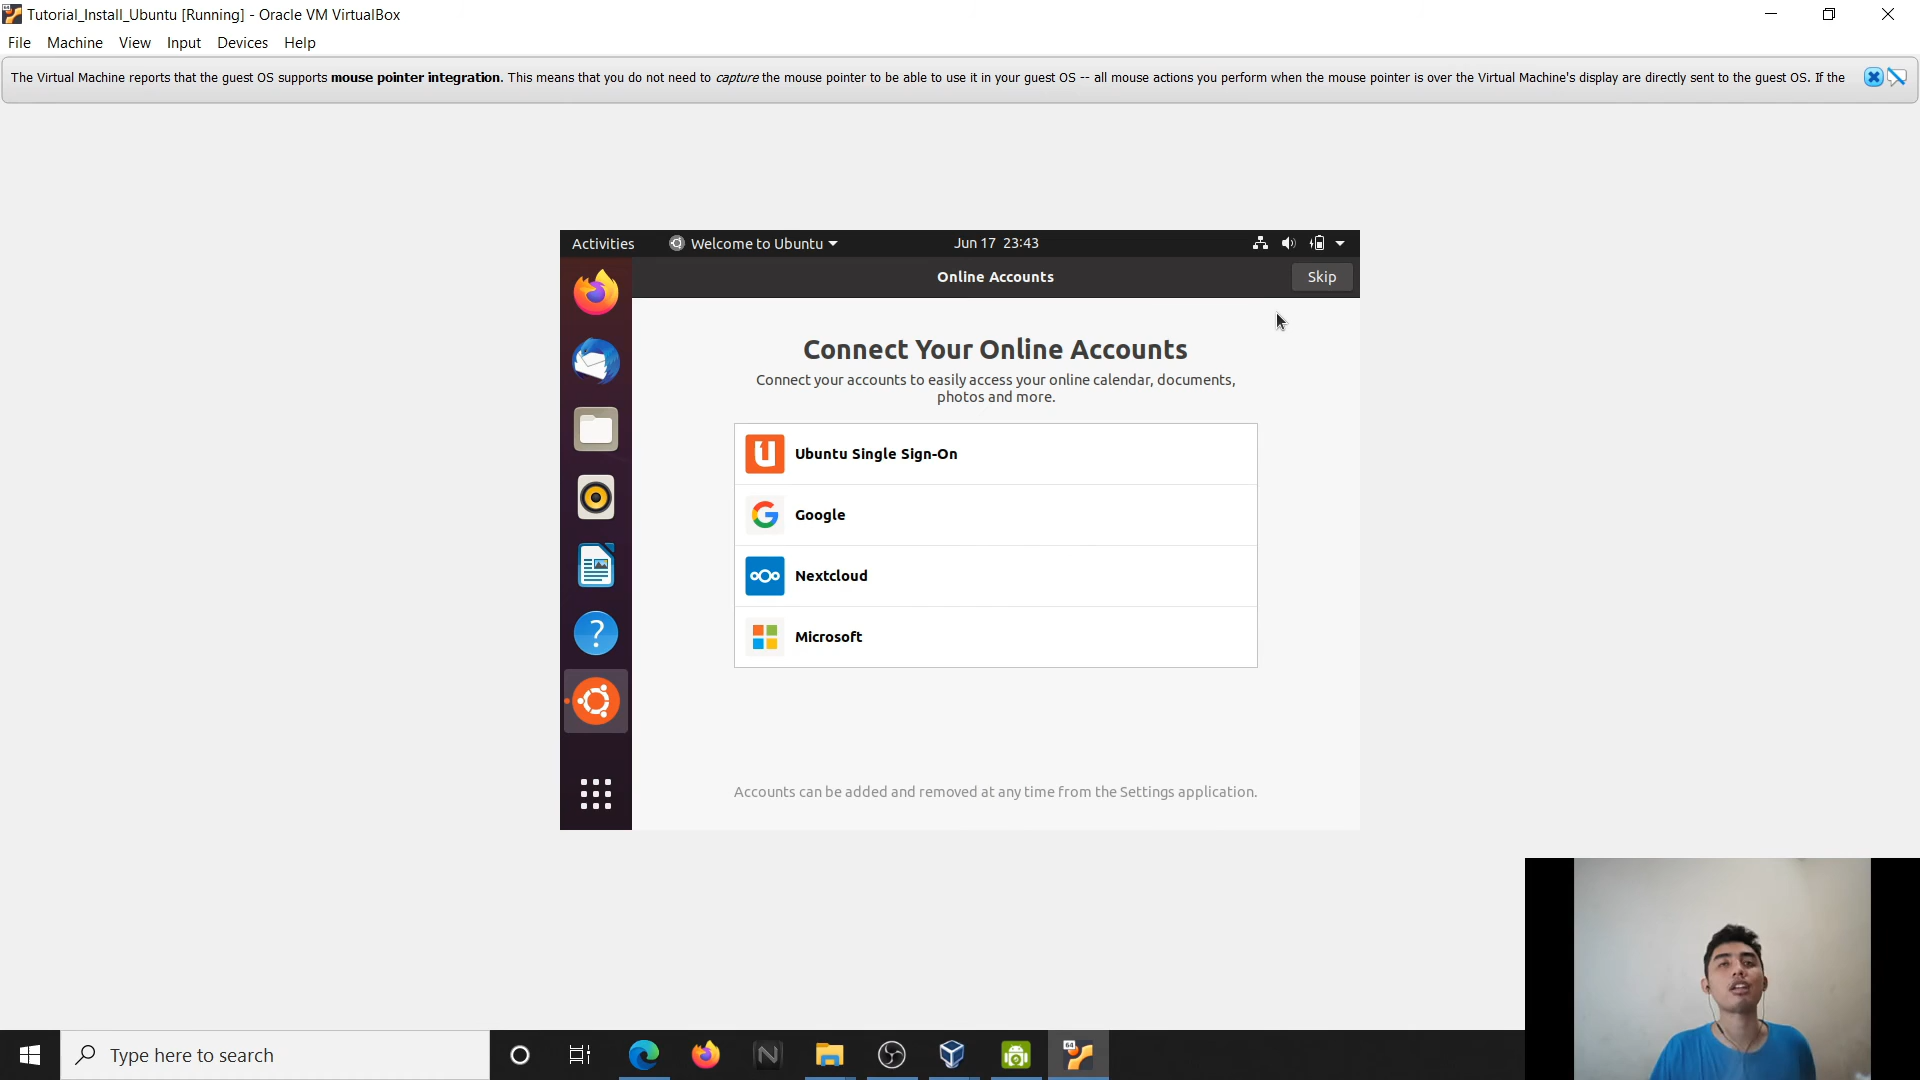 Tutorial_Install_Ubuntu [Running] - Oracle VM VirtualBox
File Machine View Input Devices Help
The Virtual Machine reports that the guest OS supports mouse pointer integration. This means that you do not need to capture the mouse pointer to be able to use it in your guest OS -- all mouse actions you perform when the mouse pointer is over the Virtual Machine's display are directly sent to the guest OS. If the
Activities Welcome to Ubuntu Jun 17 23:43
Online Accounts Skip
Connect Your Online Accounts
Connect your accounts to easily access your online calendar, documents,
photos and more.
Ubuntu Single Sign-On
Google
Nextcloud
Microsoft
Accounts can be added and removed at any time from the Settings application.
Type here to search
64